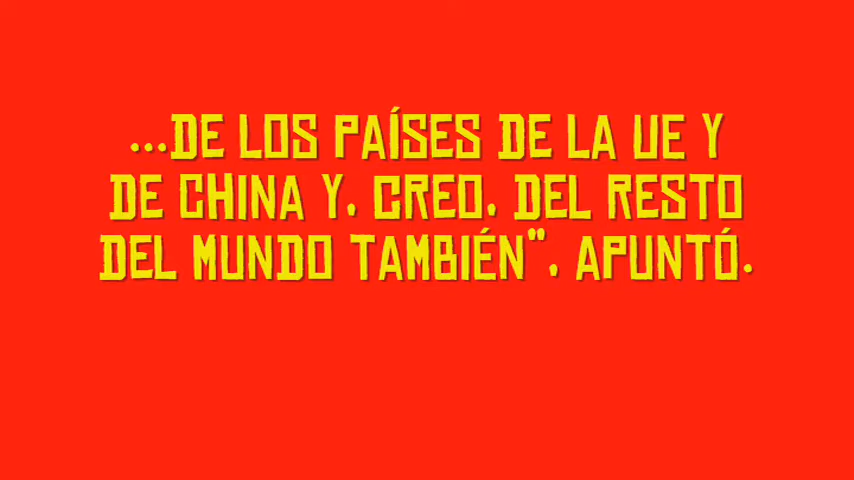 ...DE LOS PAÍSES DE LA UE Y
DE CHINA Y, CREO, DEL RESTO
DEL MUNDO TAMBIÉN", APUNTÓ.